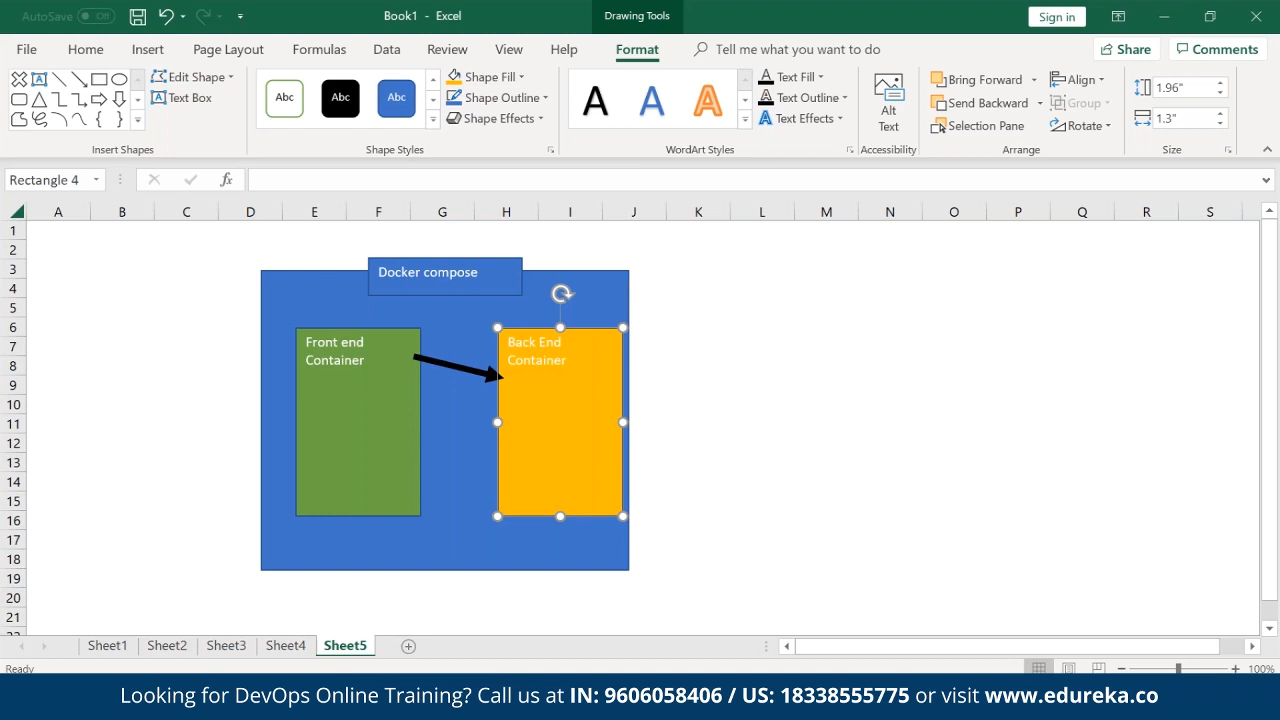 AutoSave Off
Book1 - Excel
Drawing Tools
Sign in
File Home Insert Page Layout Formulas Data Review View Help Format Tell me what you want to do Share Comments
Edit Shape
Text Box
Insert Shapes
Abc Abc Abc
Shape Fill
Shape Outline
Shape Effects
Shape Styles
A A A
Text Fill
Text Outline
Text Effects
WordArt Styles
Alt
Text
Accessibility
Bring Forward
Send Backward
Selection Pane
Align
Group
Rotate
Arrange
1.96"
1.3"
Size
Rectangle 4
fx
A B C D E F G H I J K L M N O P Q R S
1
2
3
4
5
6
7
8
9
10
11
12
13
14
15
16
17
18
19
20
21
Docker compose
Front end
Container
Back End
Container
Sheet1 Sheet2 Sheet3 Sheet4 Sheet5
Ready
100%
Looking for DevOps Online Training? Call us at IN: 9606058406 / US: 18338555775 or visit www.edureka.co